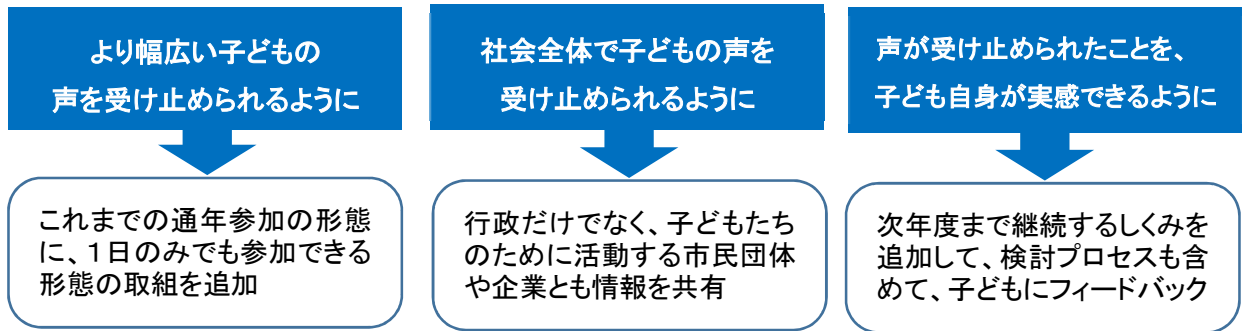 より幅広い子どもの
声を受け止められるように
これまでの通年参加の形態
に、１日のみでも参加できる
形態の取組を追加
社会全体で子どもの声を
受け止められるように
行政だけでなく、子どもたち
のために活動する市民団体
や企業とも情報を共有
声が受け止められたことを、
子ども自身が実感できるように
次年度まで継続するしくみを
追加して、検討プロセスも含
めて、子どもにフィードバック